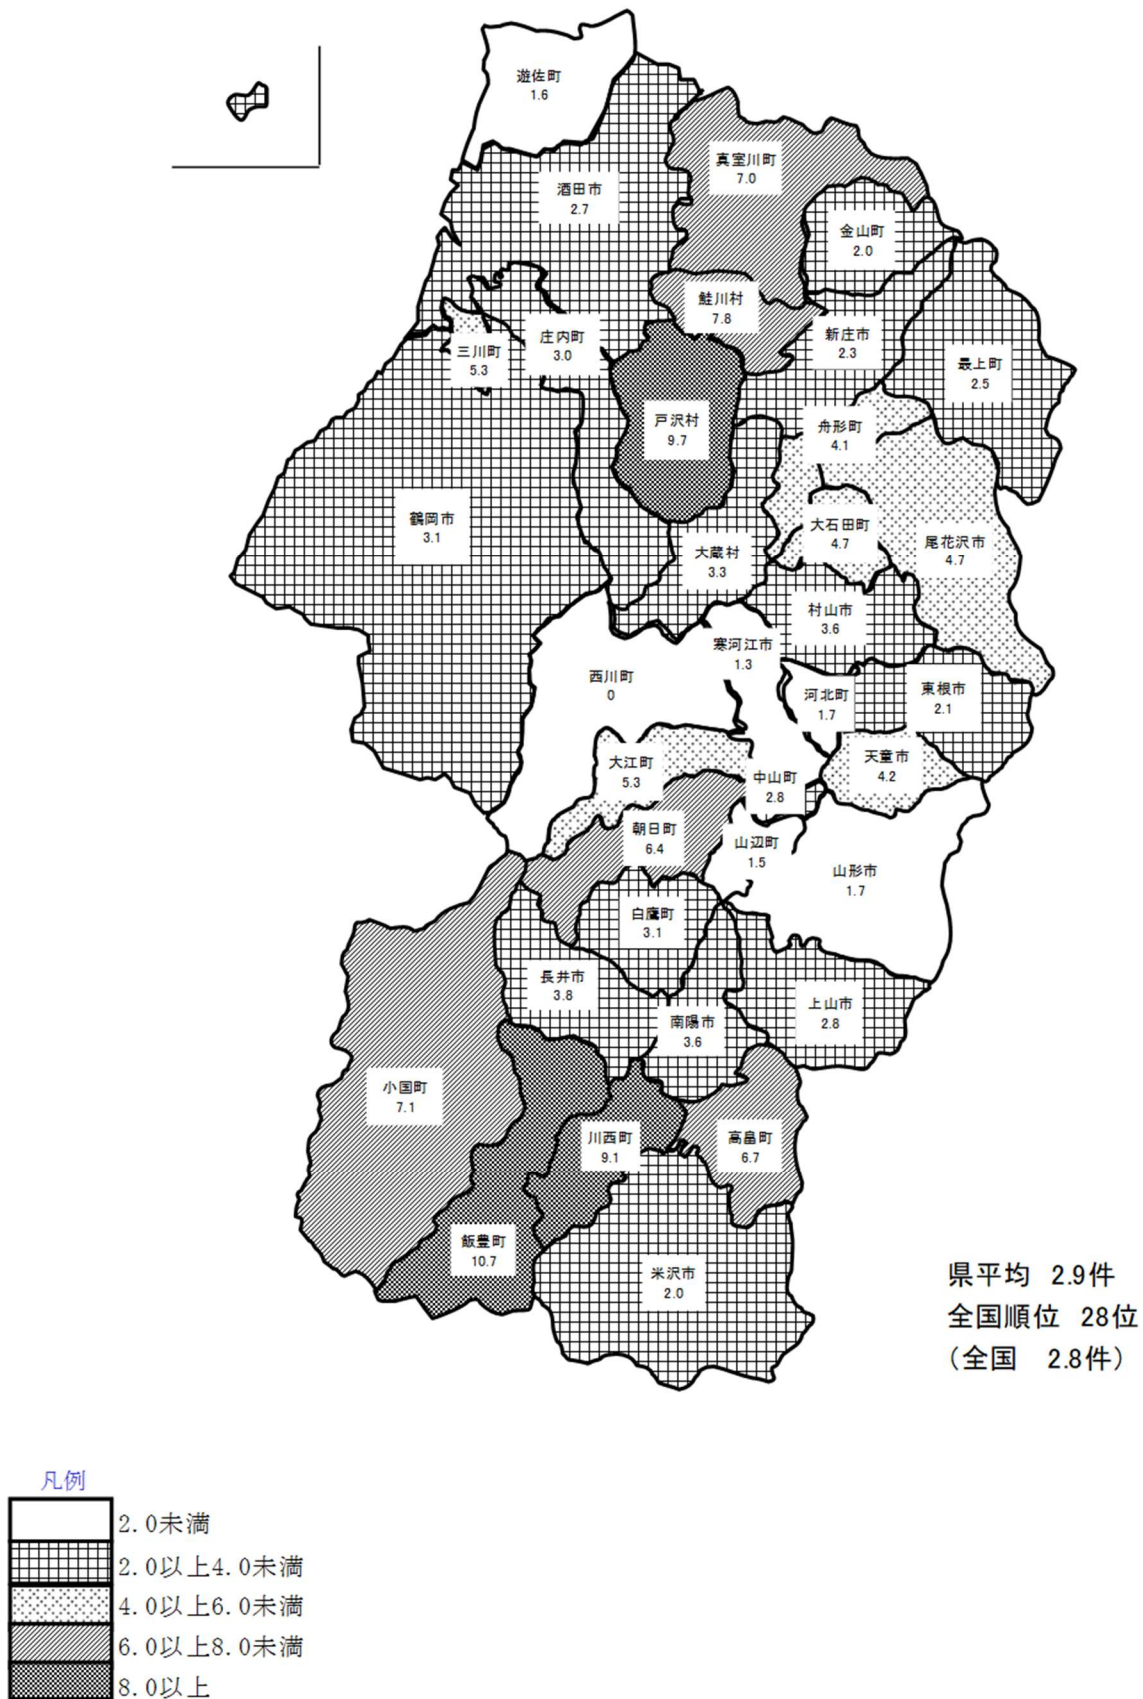 遊佐町
1.6
真室川町
7.0
酒田市
2.7
金山町
2.0
鮭川村
7.8
庄内町
3.0
新庄市
2.3
三川町
5.3
最上町
2.5
戸沢村
9.7
舟形町
4.1
鶴岡市
3.1
大石田町
4.7
尾花沢市
4.7
大蔵村
3.3
村山市
3.6
寒河江市
1.3
西川町
0
河北町
1.7
東根市
2.1
大江町
5.3
天童市
4.2
中山町
2.8
朝日町
6.4
山辺町
1.5
山形市
1.7
白鷹町
3.1
長井市
3.8
上山市
2.8
南陽市
3.6
小国町
7.1
川西町
9.1
高畠町
6.7
飯豊町
10.7
米沢市
2.0
県平均 2.9件
全国順位 28位
(全国 2.8件)
凡例
2.0未満
2.0以上4.0未満
4.0以上6.0未満
6.0以上8.0未満
8.0以上